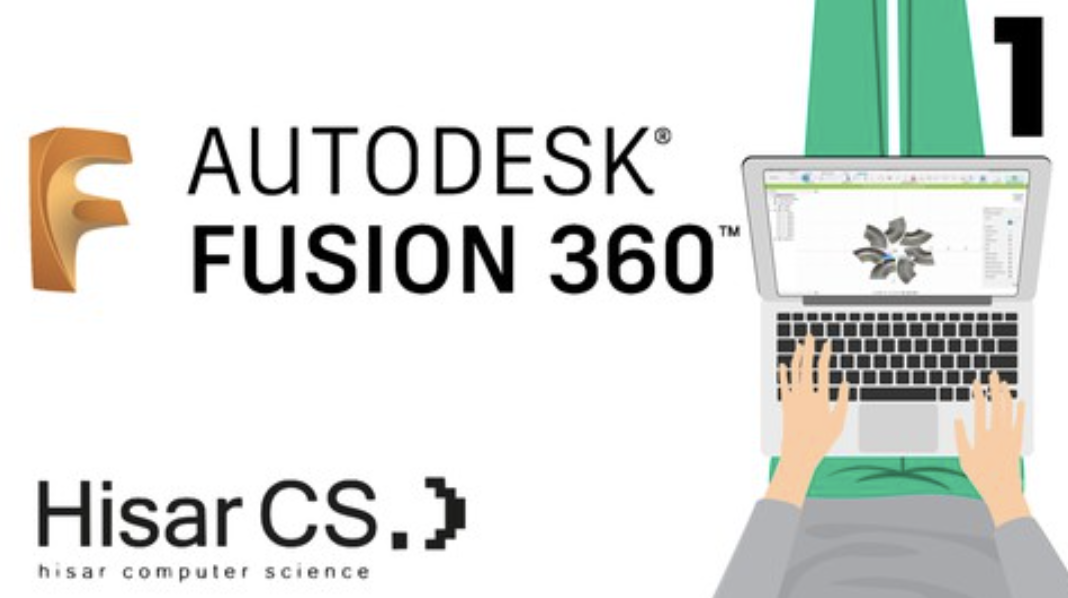 1
AUTODESK®
FUSION 360™
Hisar CS.
hisar computer science